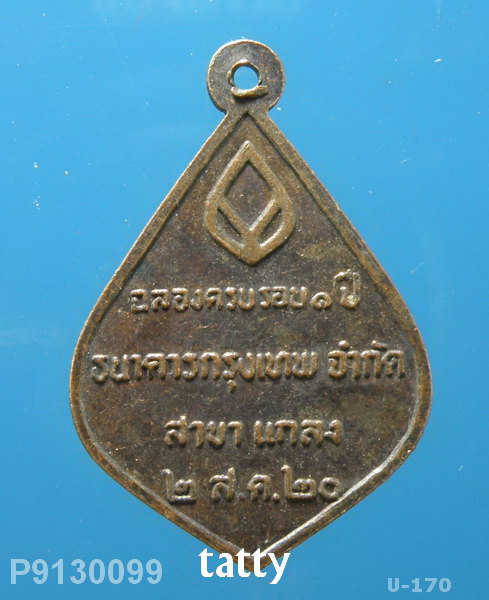 ฉลองครบรอบ ๑ ปี
ธนาคารกรุงเทพ จำกัด
สาขา แกลง
๒ ส.ค.๒๐
tatty
P9130099
U-170